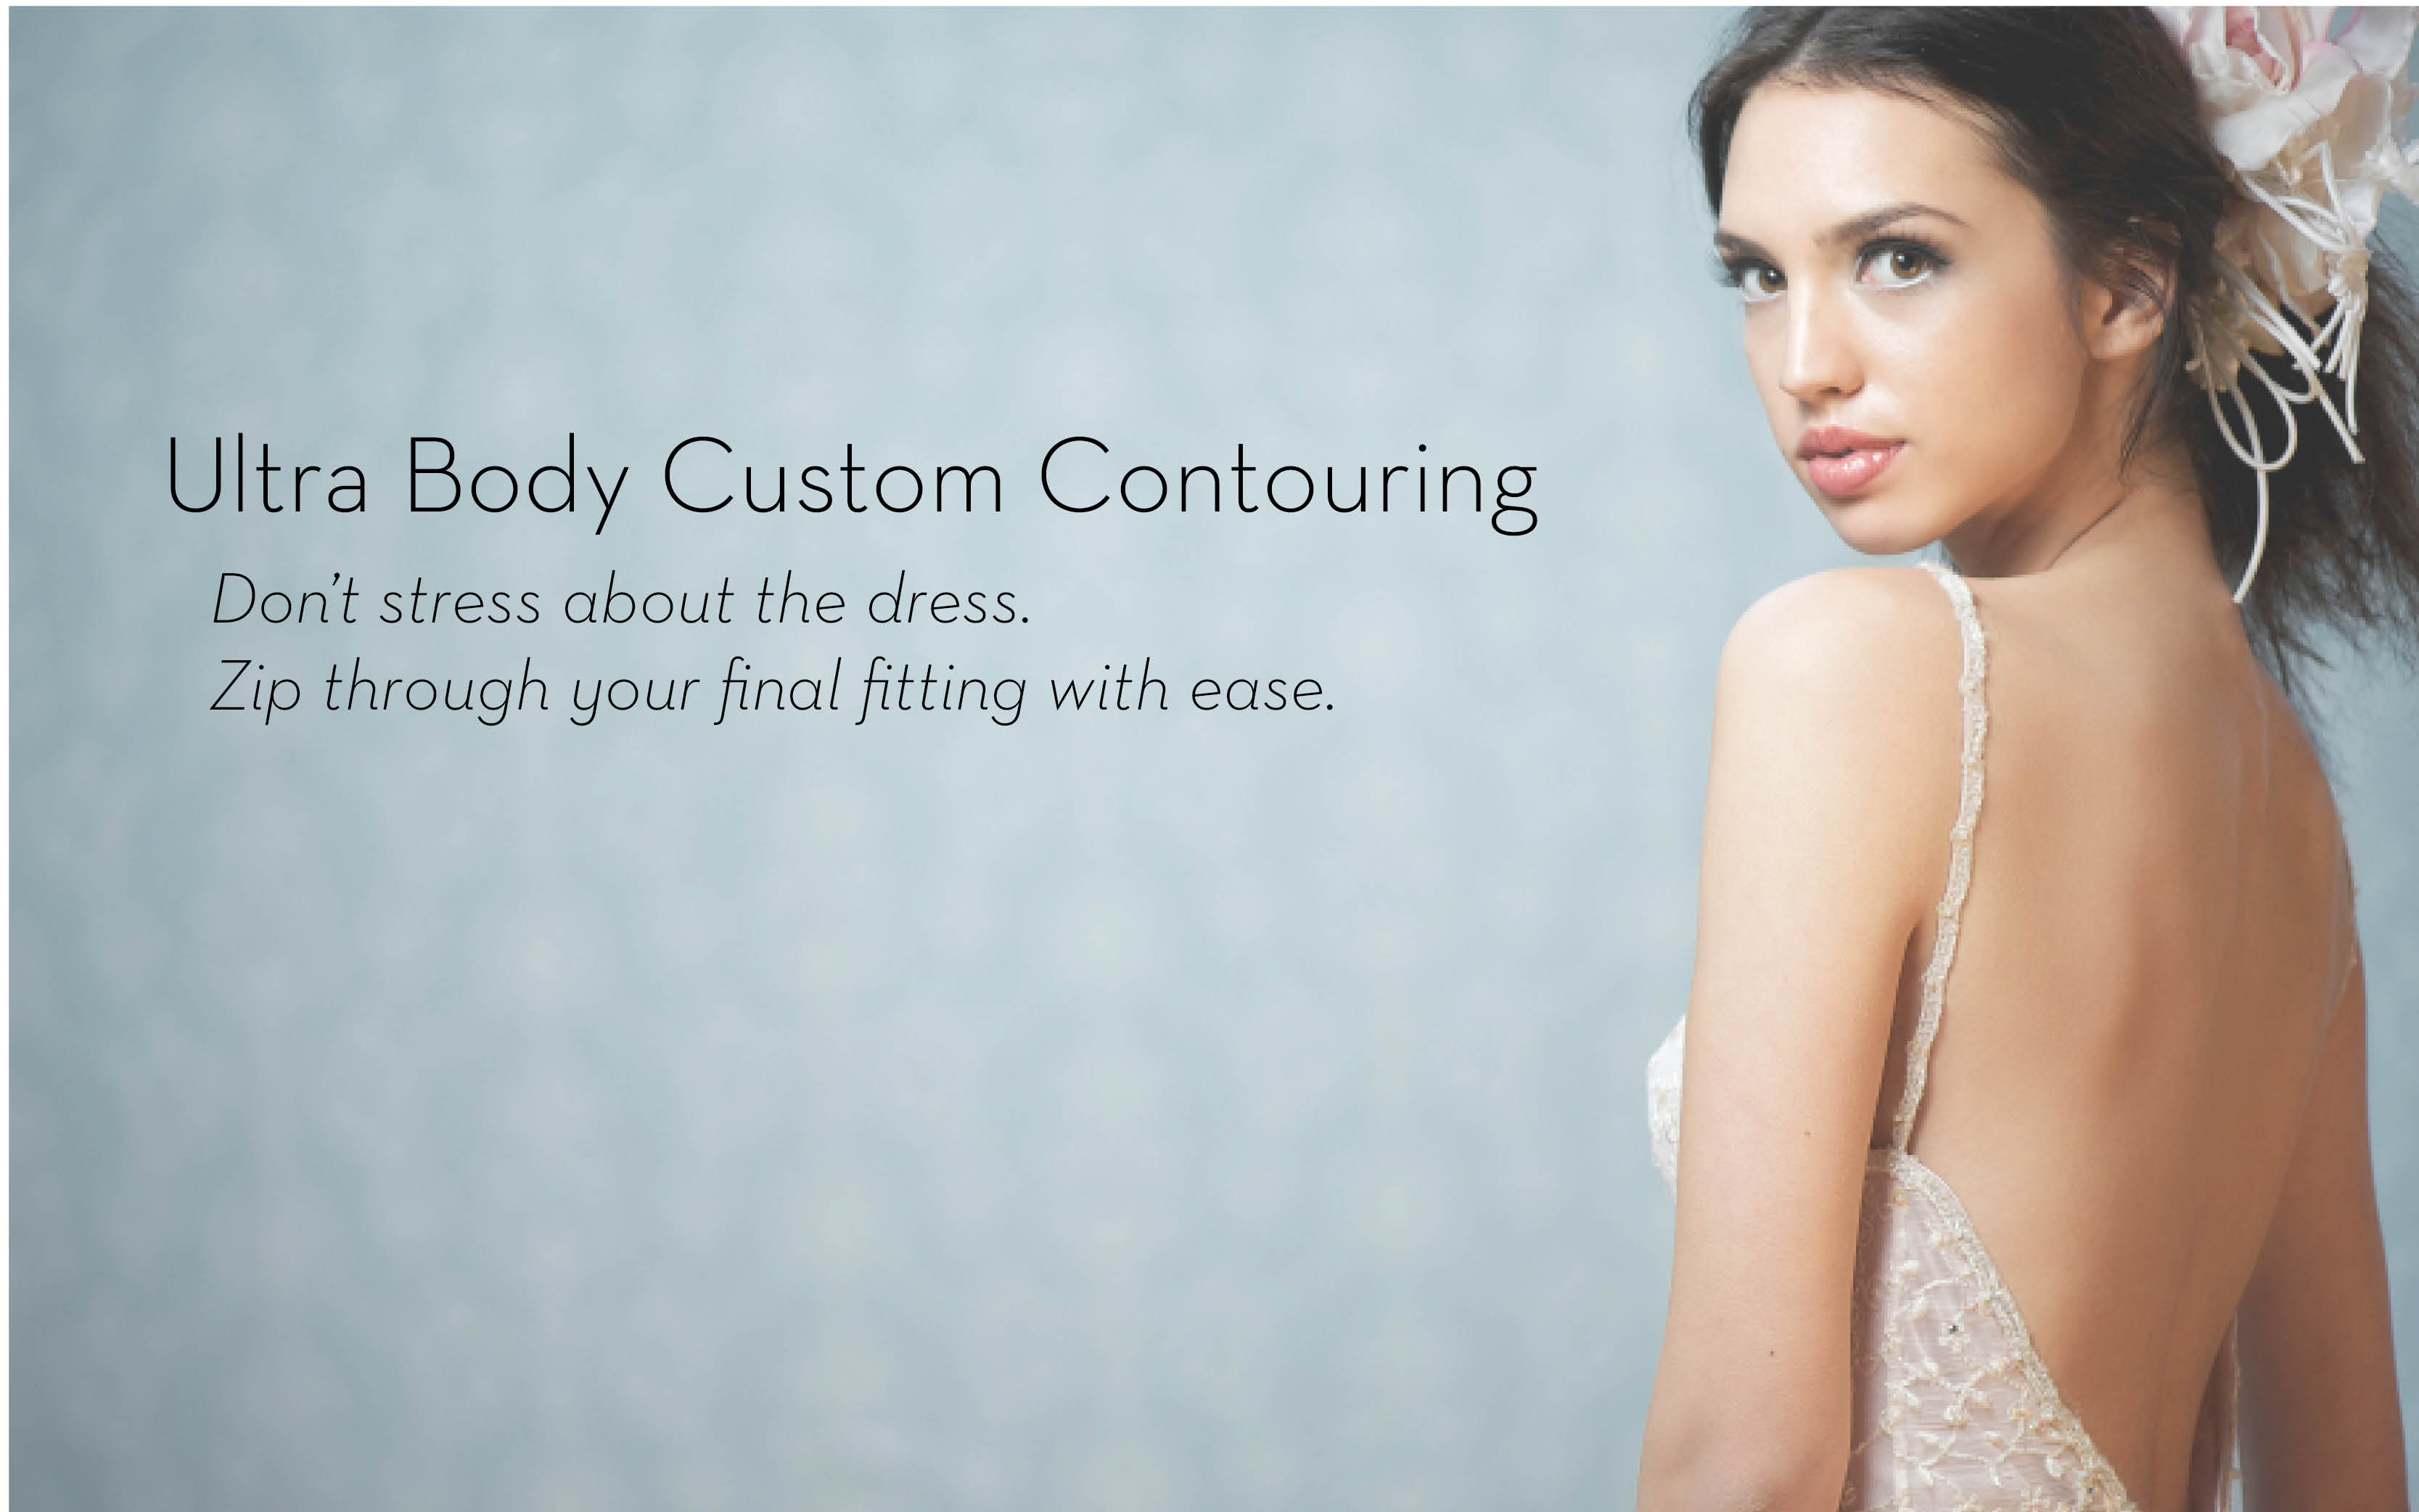 Ultra Body Custom Contouring
Don't stress about the dress.
Zip through your final fitting with ease.